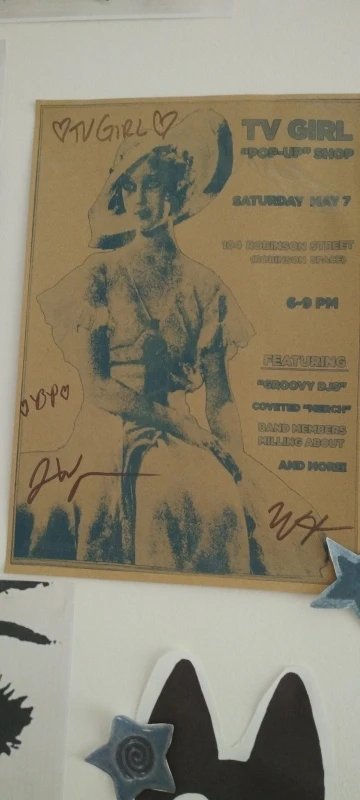 ♡TV GIRL♡
TV GIRL
"POP-UP" SHOP
SATURDAY MAY 7
104 ROBINSON STREET
(ROBINSON SPACE)
6-9 PM
FEATURING
"GROOVY DJS"
COVETED "MERCH"
BAND MEMBERS
MILLING ABOUT
AND MORE!